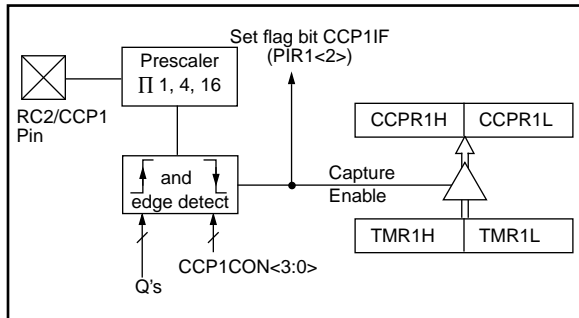 Set flag bit CCP1IF
(PIR1<2>)
Prescaler
∏ 1, 4, 16
RC2/CCP1
Pin
CCPR1H CCPR1L
and
edge detect
Capture
Enable
TMR1H TMR1L
CCP1CON<3:0>
Q's